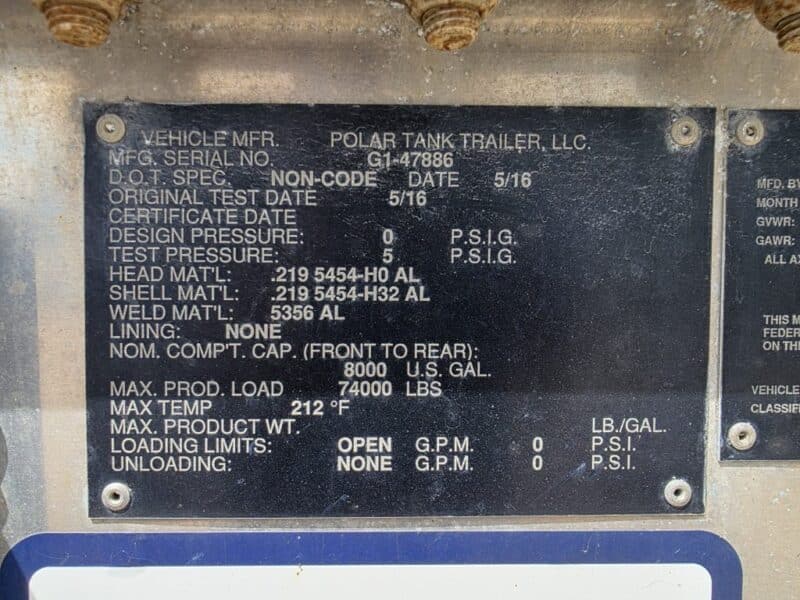 VEHICLE MFR. POLAR TANK TRAILER, LLC.
MFG. SERIAL NO. G1-47886
D.O.T. SPEC. NON-CODE DATE 5/16
ORIGINAL TEST DATE 5/16
CERTIFICATE DATE
DESIGN PRESSURE: 0 P.S.I.G.
TEST PRESSURE: 5 P.S.I.G.
HEAD MAT'L: .219 5454-H0 AL
SHELL MAT'L: .219 5454-H32 AL
WELD MAT'L: 5356 AL
LINING: NONE
NOM. COMP'T. CAP. (FRONT TO REAR):
8000 U.S. GAL.
MAX. PROD. LOAD 74000 LBS
MAX TEMP 212 °F
MAX. PRODUCT WT. LB./GAL.
LOADING LIMITS: OPEN G.P.M. 0 P.S.I.
UNLOADING: NONE G.P.M. 0 P.S.I.
MFD. BY
MONTH
GVWR:
GAWR:
ALL AX
THIS M
FEDER
ON THE
VEHICLE
CLASSIF